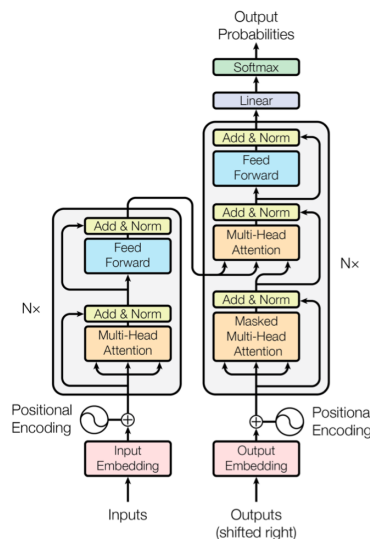 Output
Probabilities
Softmax
Linear
Add & Norm
Feed
Forward
Add & Norm
Multi-Head
Attention
Add & Norm
Masked
Multi-Head
Attention
Nx
Add & Norm
Feed
Forward
Add & Norm
Multi-Head
Attention
Nx
Positional
Encoding
Positional
Encoding
Input
Embedding
Output
Embedding
Inputs
Outputs
(shifted right)